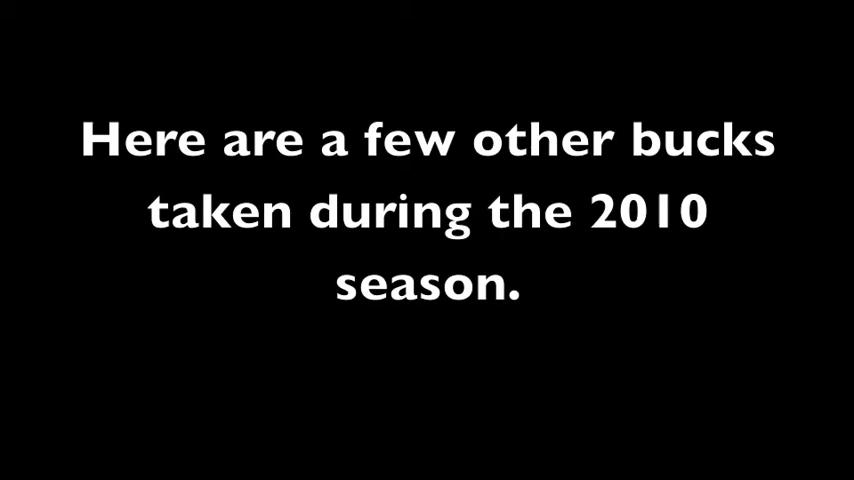 Here are a few other bucks
taken during the 2010
season.